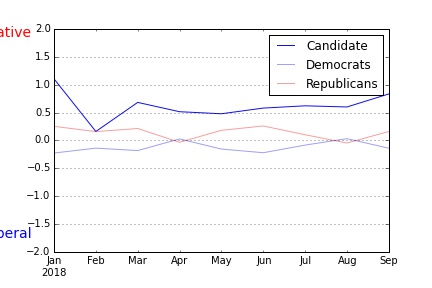 2.0
ative
1.5
1.0
0.5
0.0
−0.5
−1.0
−1.5
beral
−2.0
Candidate
Democrats
Republicans
Jan Feb Mar Apr May Jun Jul Aug Sep
2018